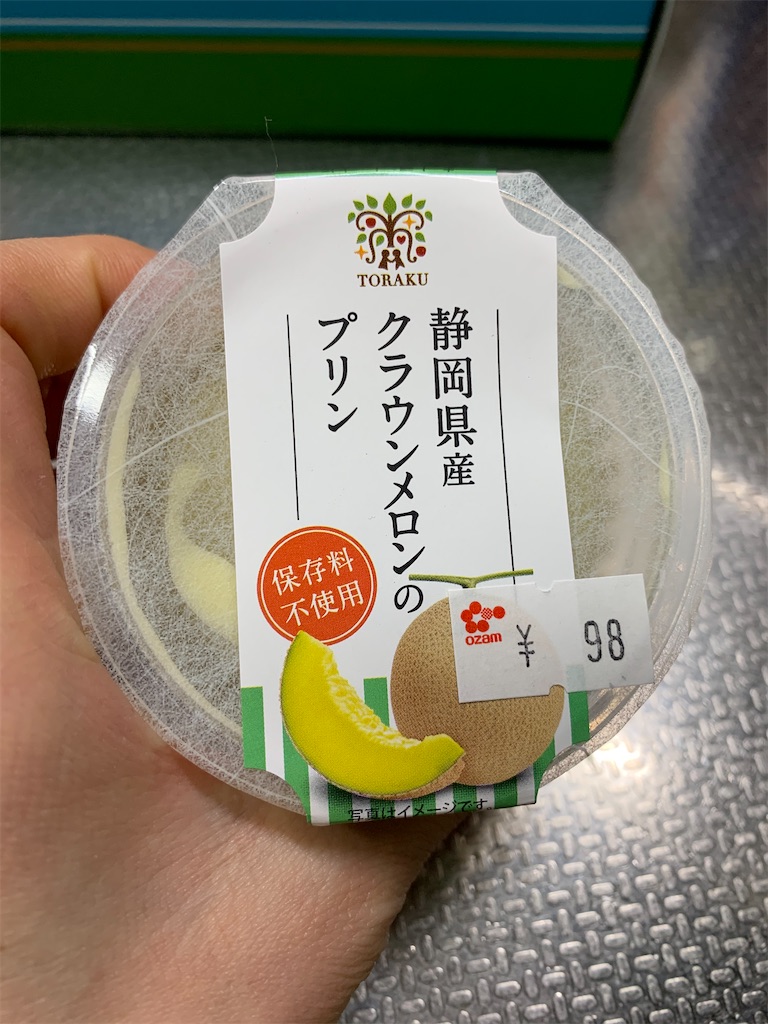 TORAKU
静岡県産
クラウンメロンの
プリン
保存料
不使用
ozam
¥ 98
写真はイメージです。